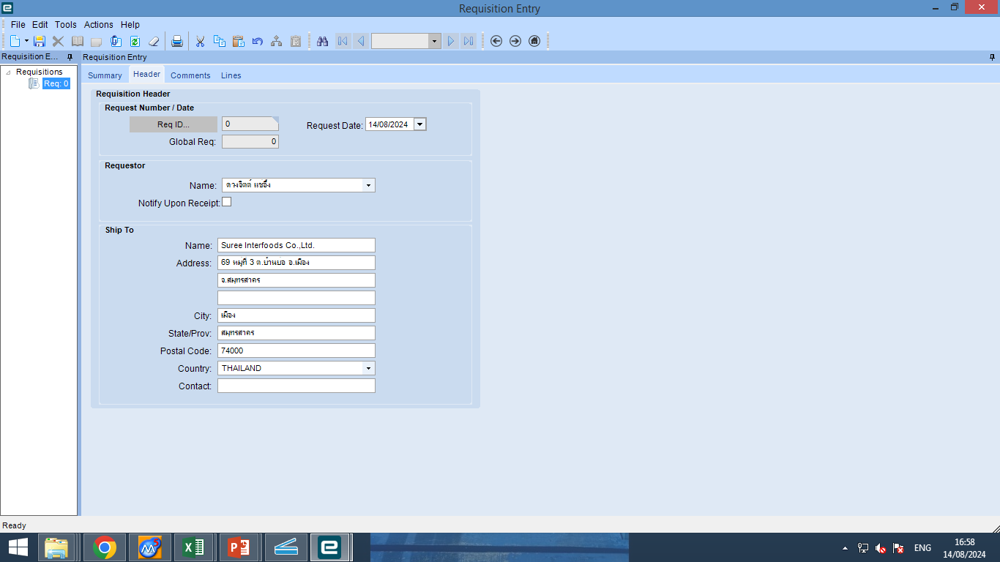 Requisition Entry
File Edit Tools Actions Help
Requisition E...
Requisition Entry
Requisitions
Req: 0
Summary Header Comments Lines
Requisition Header
Request Number / Date
Req ID... 0 Request Date: 14/08/2024
Global Req: 0
Requestor
Name: ดวงจิตต์ แซอึ้ง
Notify Upon Receipt:
Ship To
Name: Suree Interfoods Co.,Ltd.
Address: 69 หมู่ที่ 3 ต.บ้านบ่อ อ.เมือง
จ.สมุทรสาคร
City: เมือง
State/Prov: สมุทรสาคร
Postal Code: 74000
Country: THAILAND
Contact:
Ready
ENG
16:58
14/08/2024